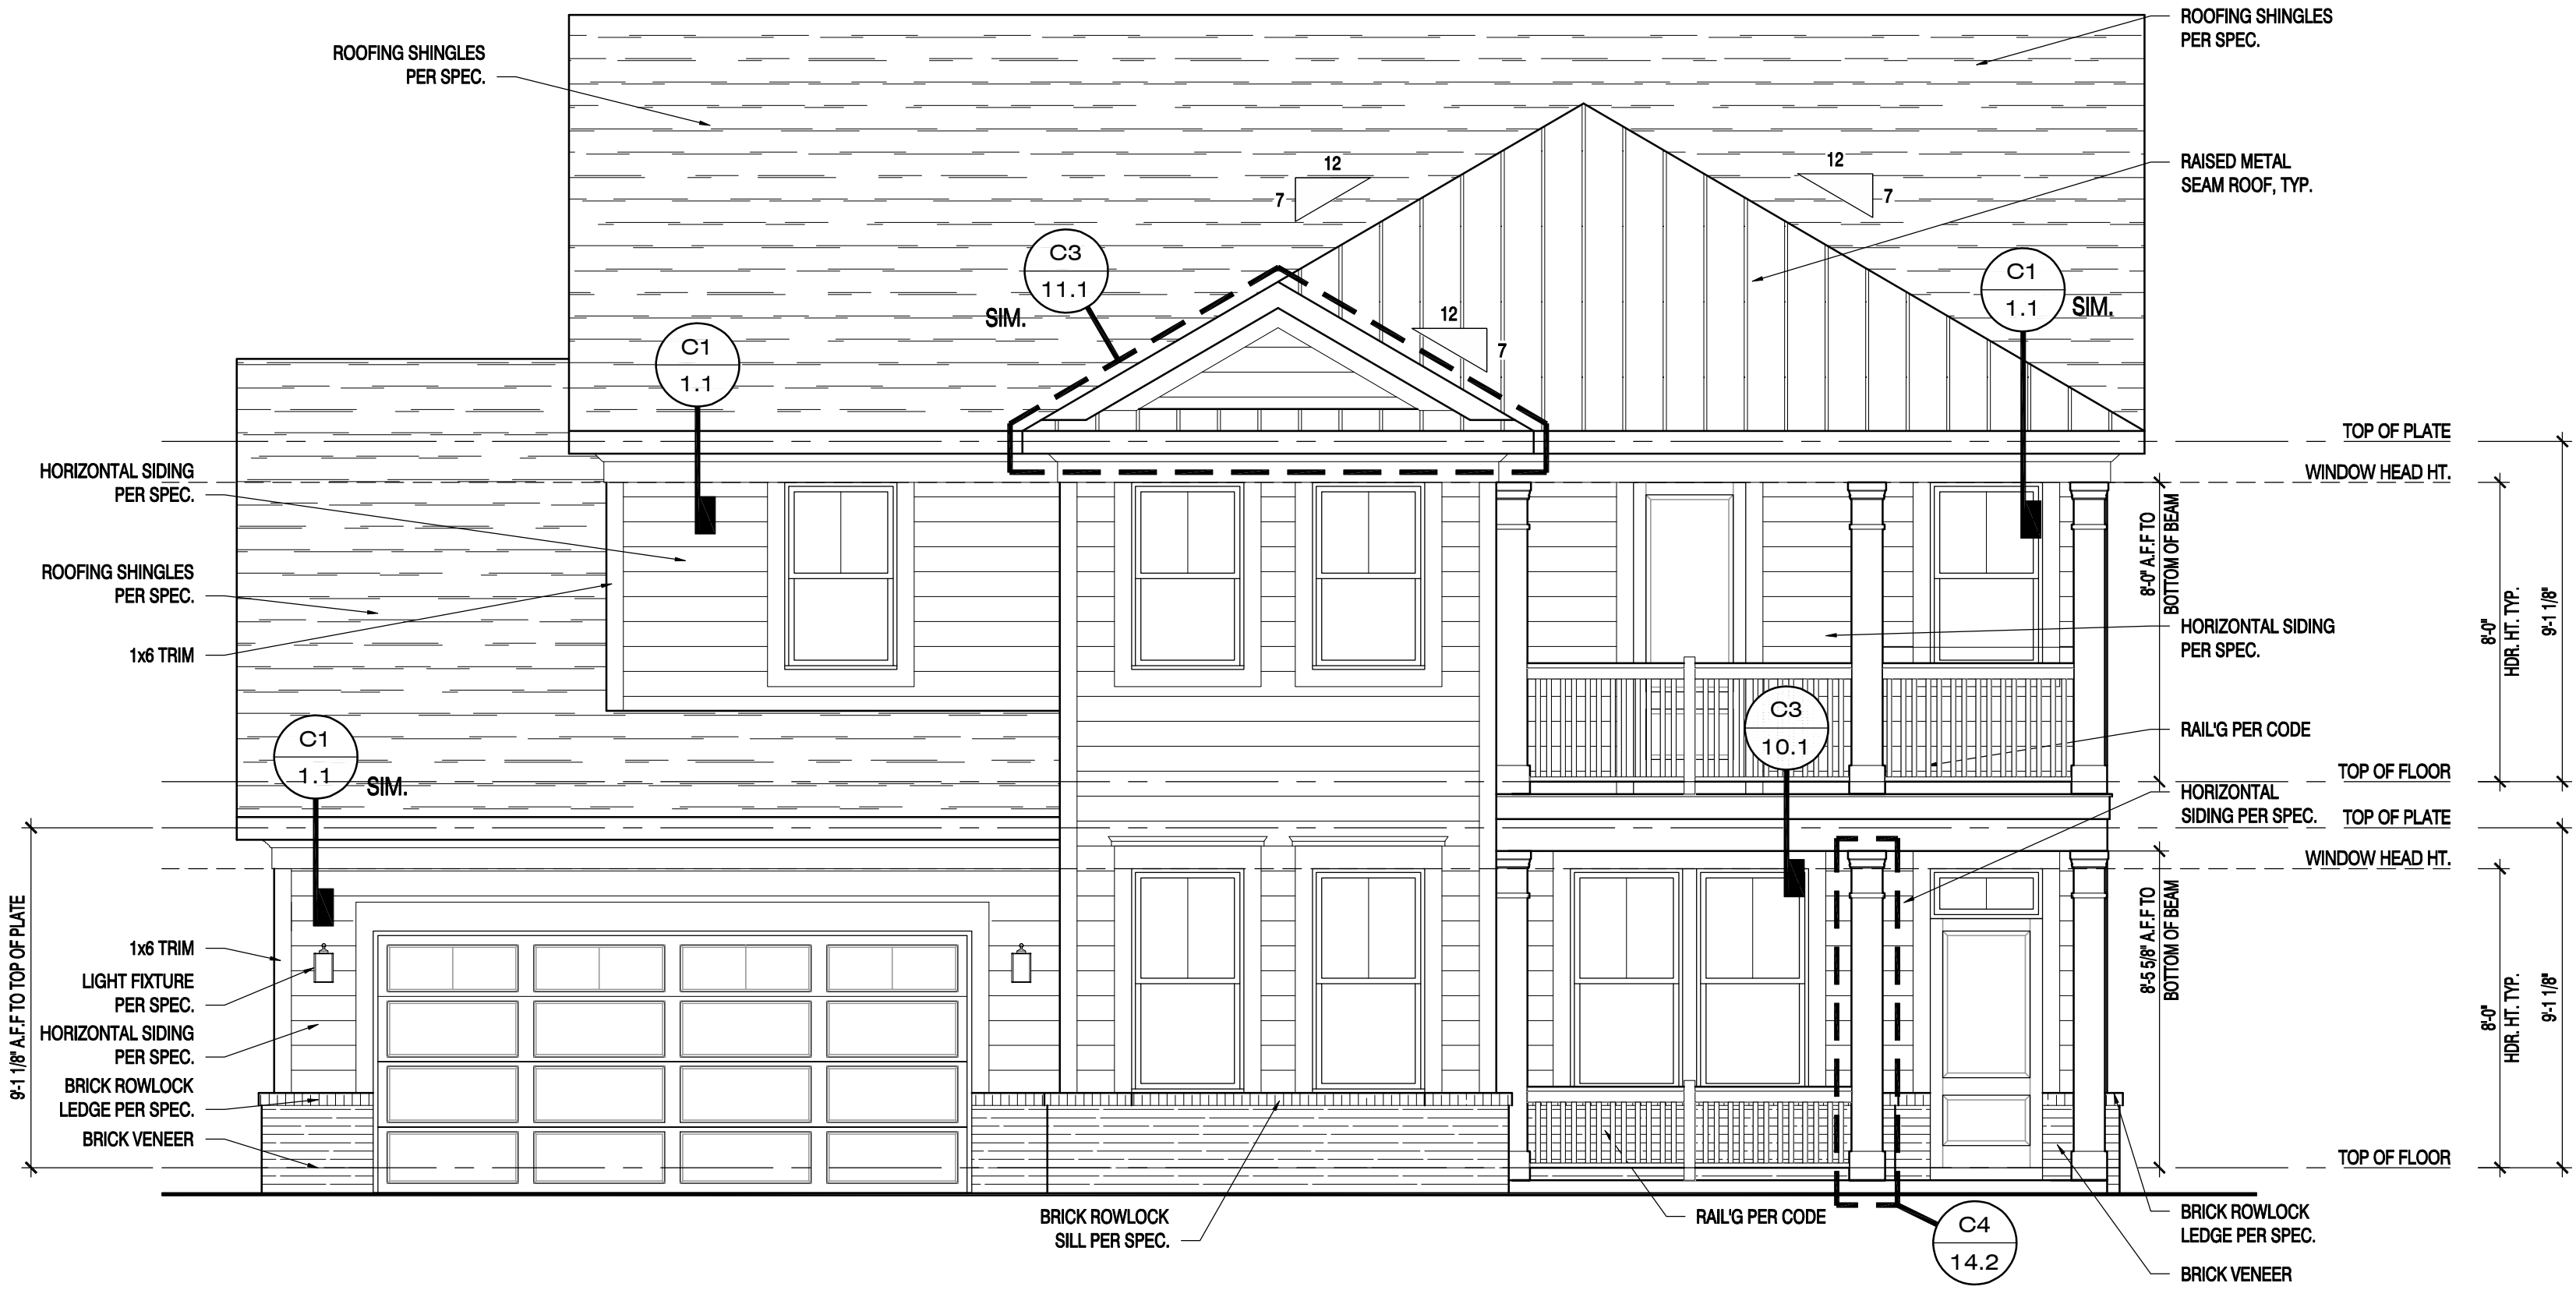 ROOFING SHINGLES
PER SPEC.
ROOFING SHINGLES
PER SPEC.
12
7
12
7
RAISED METAL
SEAM ROOF, TYP.
C3
11.1
SIM.
C1
1.1
SIM.
12
7
C1
1.1
TOP OF PLATE
WINDOW HEAD HT.
HORIZONTAL SIDING
PER SPEC.
ROOFING SHINGLES
PER SPEC.
1x6 TRIM
8'-0" A.F.F TO
BOTTOM OF BEAM
8'-0"
HDR. HT. TYP.
9'-1 1/8"
HORIZONTAL SIDING
PER SPEC.
C3
10.1
RAIL'G PER CODE
C1
1.1
SIM.
TOP OF FLOOR
HORIZONTAL
SIDING PER SPEC.
TOP OF PLATE
WINDOW HEAD HT.
9'-1 1/8" A.F.F TO TOP OF PLATE
1x6 TRIM
LIGHT FIXTURE
PER SPEC.
HORIZONTAL SIDING
PER SPEC.
BRICK ROWLOCK
LEDGE PER SPEC.
BRICK VENEER
8'-5 5/8" A.F.F TO
BOTTOM OF BEAM
8'-0"
HDR. HT. TYP.
9'-1 1/8"
TOP OF FLOOR
BRICK ROWLOCK
SILL PER SPEC.
RAIL'G PER CODE
C4
14.2
BRICK ROWLOCK
LEDGE PER SPEC.
BRICK VENEER